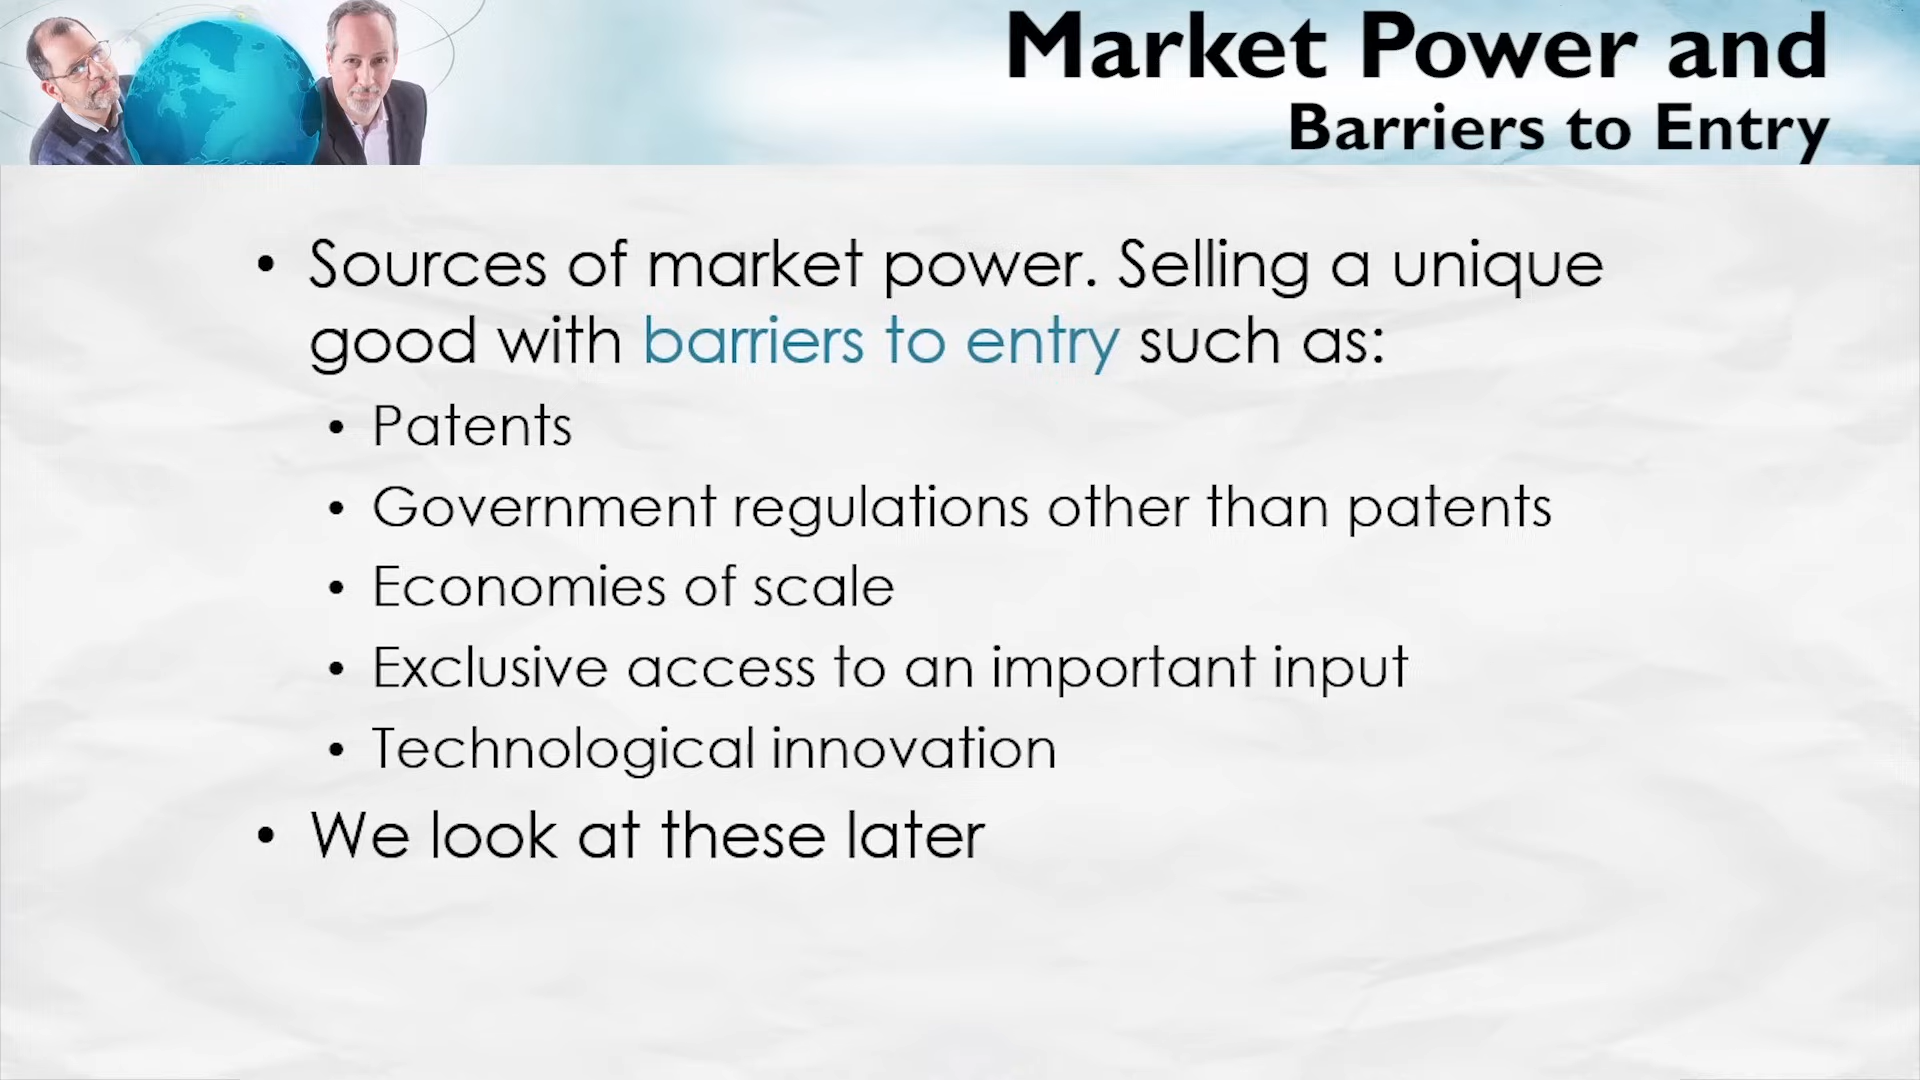 Market Power and
Barriers to Entry
• Sources of market power. Selling a unique
good with barriers to entry such as:
• Patents
• Government regulations other than patents
• Economies of scale
• Exclusive access to an important input
• Technological innovation
• We look at these later